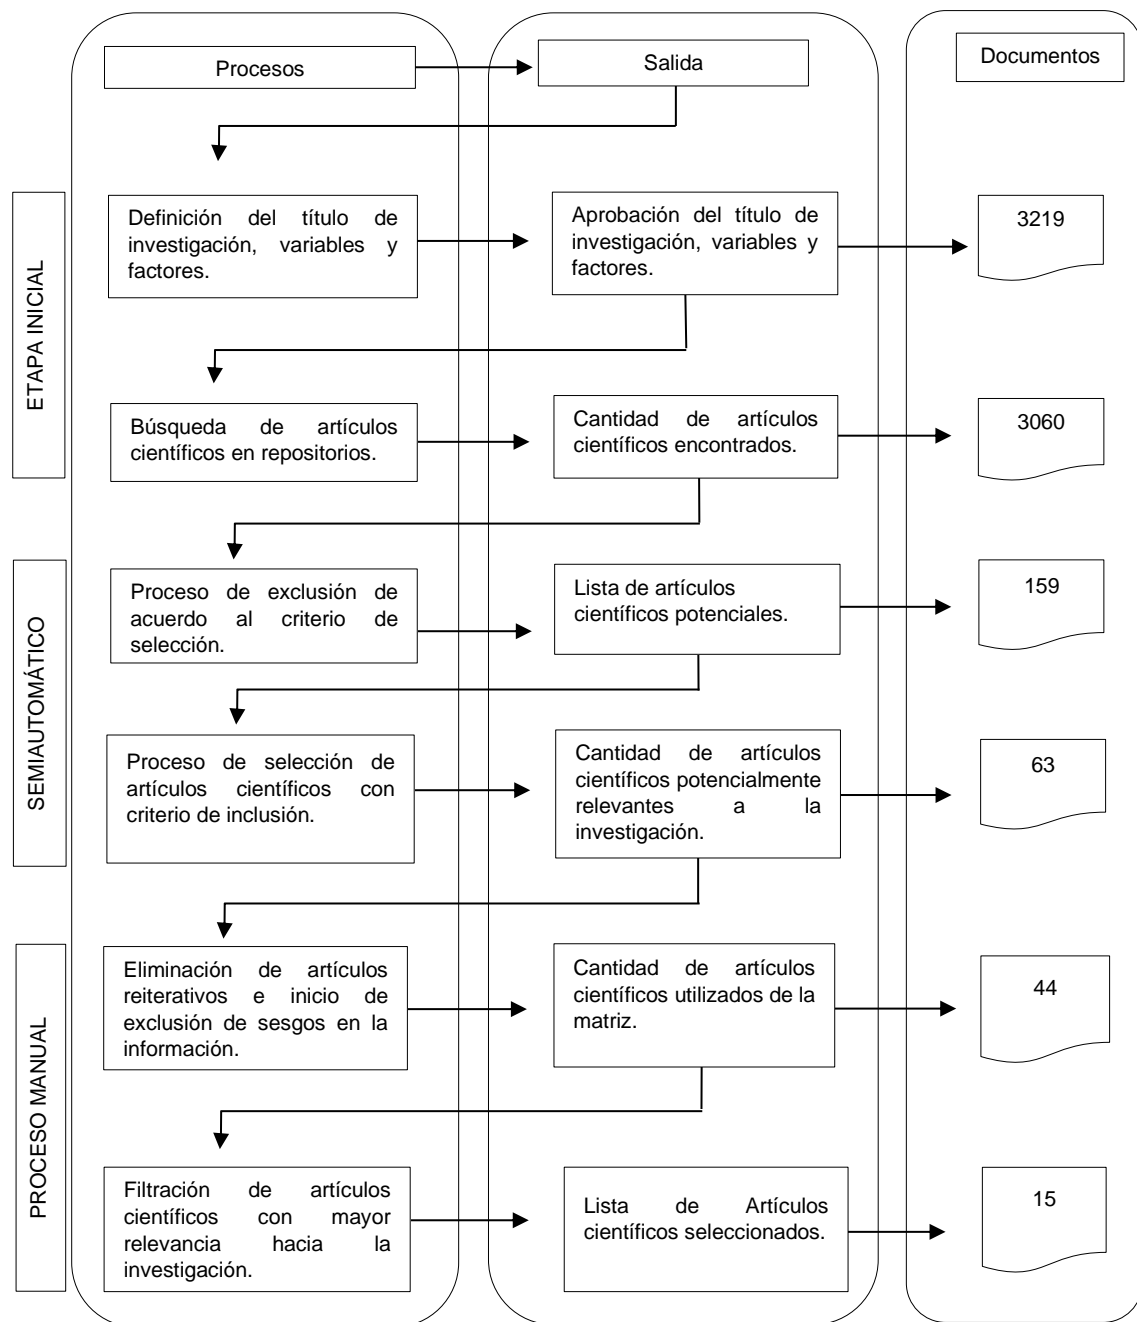 Procesos
Salida
Documentos
ETAPA INICIAL
Definición del título de
investigación, variables y
factores.
Aprobación del título de
investigación, variables y
factores.
3219
Búsqueda de artículos
científicos en repositorios.
Cantidad de artículos
científicos encontrados.
3060
SEMIAUTOMÁTICO
Proceso de exclusión de
acuerdo al criterio de
selección.
Lista de artículos
científicos potenciales.
159
Proceso de selección de
artículos científicos con
criterio de inclusión.
Cantidad de artículos
científicos potencialmente
relevantes a la
investigación.
63
PROCESO MANUAL
Eliminación de artículos
reiterativos e inicio de
exclusión de sesgos en la
información.
Cantidad de artículos
científicos utilizados de la
matriz.
44
Filtración de artículos
científicos con mayor
relevancia hacia la
investigación.
Lista de Artículos
científicos seleccionados.
15